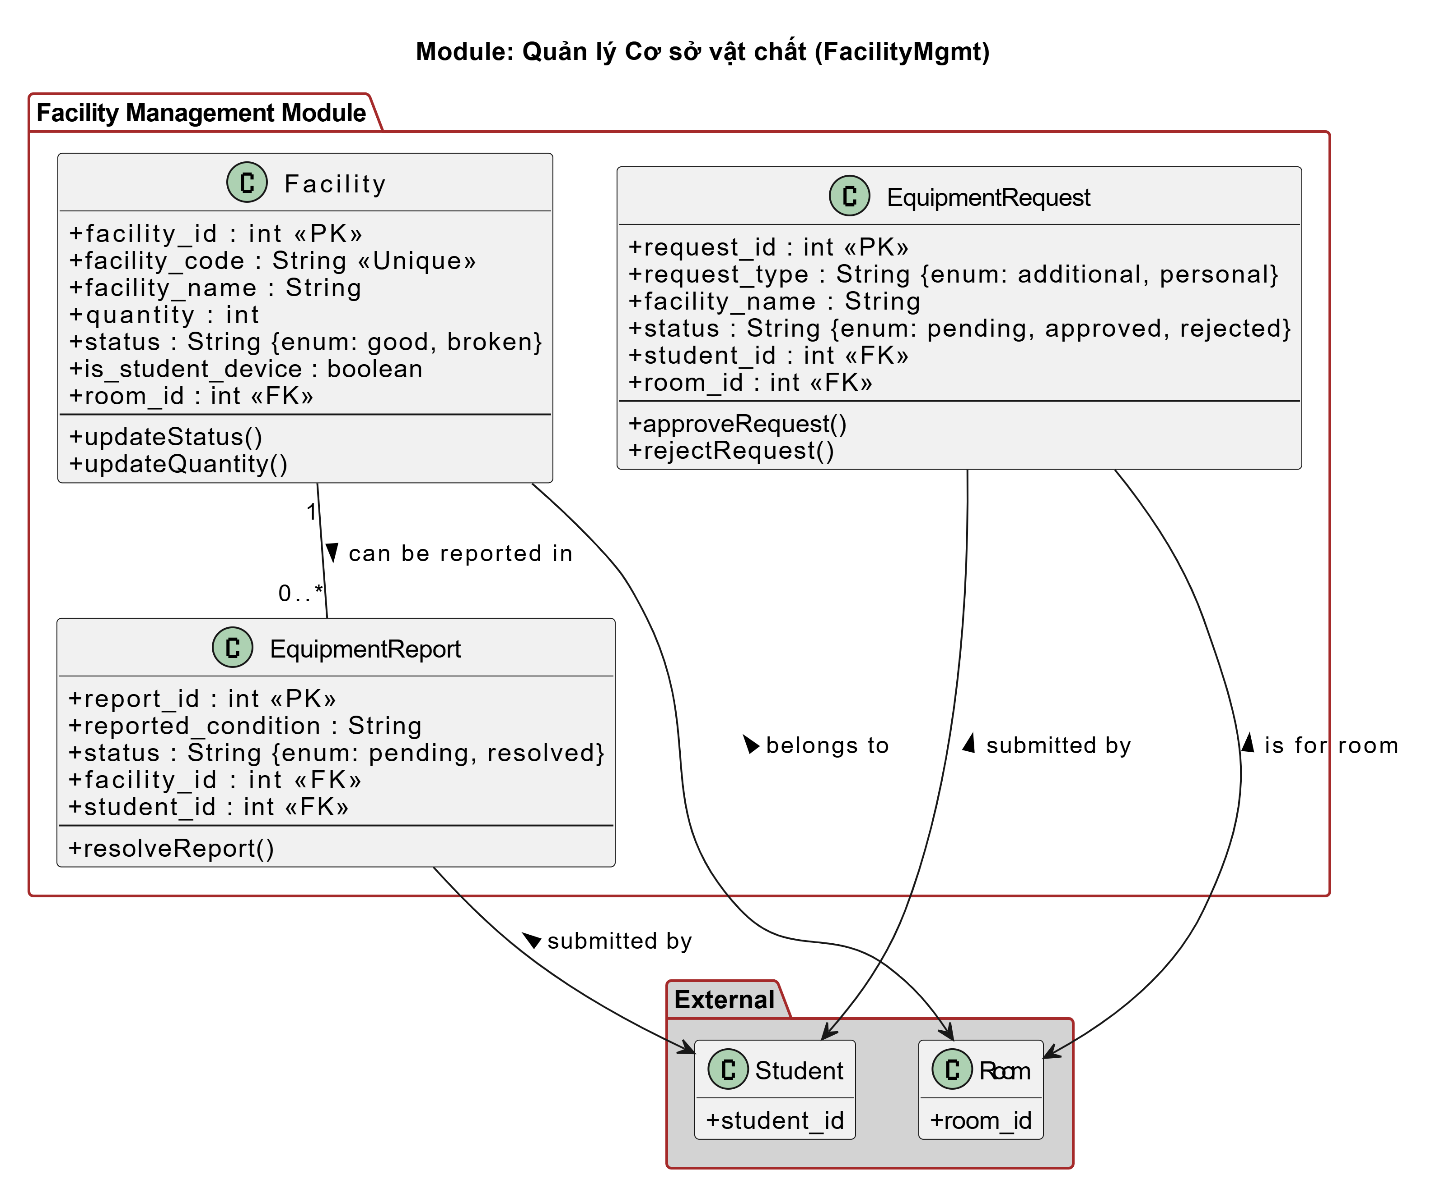 Module: Quản lý Cơ sở vật chất (FacilityMgmt)
Facility Management Module
C Facility
+facility_id : int «PK»
+facility_code : String «Unique»
+facility_name : String
+quantity : int
+status : String {enum: good, broken}
+is_student_device : boolean
+room_id : int «FK»
+updateStatus()
+updateQuantity()
C EquipmentRequest
+request_id : int «PK»
+request_type : String {enum: additional, personal}
+facility_name : String
+status : String {enum: pending, approved, rejected}
+student_id : int «FK»
+room_id : int «FK»
+approveRequest()
+rejectRequest()
1
can be reported in
0..*
C EquipmentReport
+report_id : int «PK»
+reported_condition : String
+status : String {enum: pending, resolved}
+facility_id : int «FK»
+student_id : int «FK»
+resolveReport()
belongs to
submitted by
is for room
submitted by
External
C Student
+student_id
C Room
+room_id